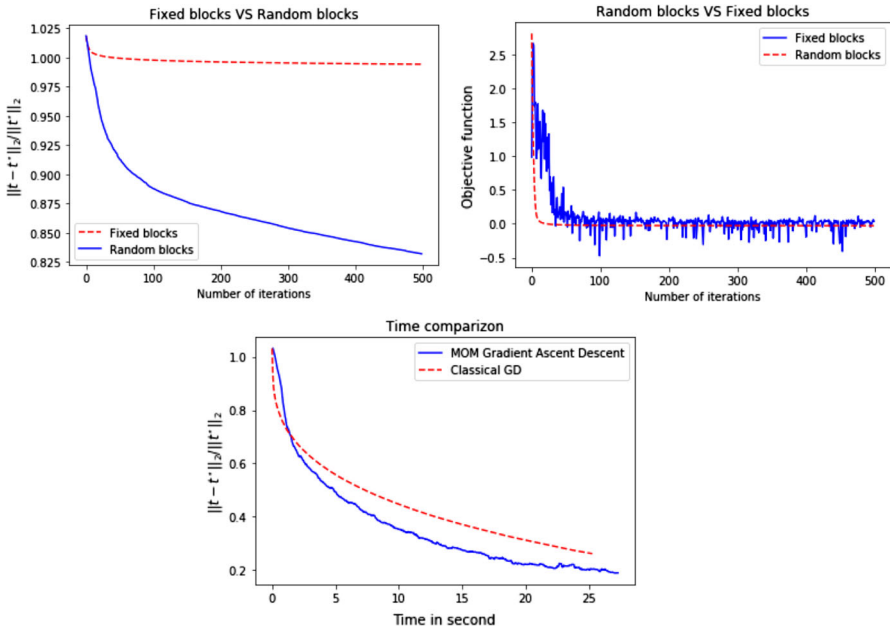 Fixed blocks VS Random blocks
||t − t*||₂/||t*||₂
1.025
1.000
0.975
0.950
0.925
0.900
0.875
0.850
0.825
Fixed blocks
Random blocks
0 100 200 300 400 500
Number of iterations
Random blocks VS Fixed blocks
Objective function
2.5
2.0
1.5
1.0
0.5
0.0
−0.5
Fixed blocks
Random blocks
0 100 200 300 400 500
Number of iterations
Time comparizon
||t − t*||₂/||t*||₂
1.0
0.8
0.6
0.4
0.2
MOM Gradient Ascent Descent
Classical GD
0 5 10 15 20 25
Time in second